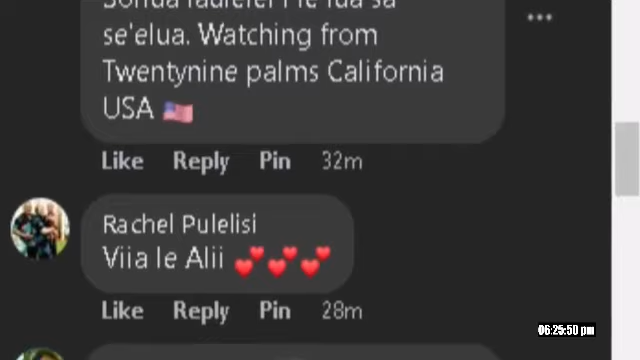 se'elua. Watching from
Twentynine palms California
USA 🇺🇸
Like Reply Pin 32m
Rachel Pulelisi
Viia le Alii 💕💕💕
Like Reply Pin 28m
06:25:50 pm